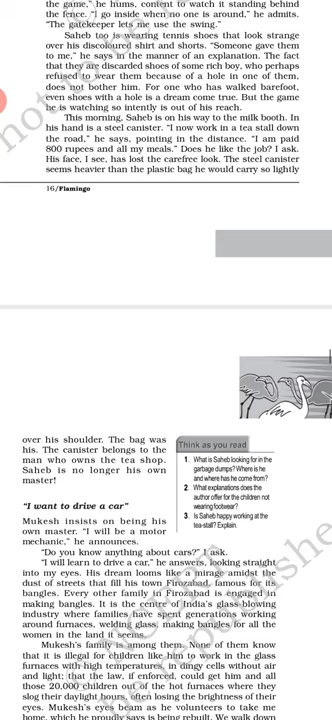 the game," he hums, content to watch it standing behind
the fence. "I go inside when no one is around," he admits.
"The gatekeeper lets me use the swing."
Saheb too is wearing tennis shoes that look strange
over his discoloured shirt and shorts. "Someone gave them
to me," he says in the manner of an explanation. The fact
that they are discarded shoes of some rich boy, who perhaps
refused to wear them because of a hole in one of them,
does not bother him. For one who has walked barefoot,
even shoes with a hole is a dream come true. But the game
he is watching so intently is out of his reach.
This morning, Saheb is on his way to the milk booth. In
his hand is a steel canister. "I now work in a tea stall down
the road," he says, pointing in the distance. "I am paid
800 rupees and all my meals." Does he like the job? I ask.
His face, I see, has lost the carefree look. The steel canister
seems heavier than the plastic bag he would carry so lightly
16/Flamingo
over his shoulder. The bag was
his. The canister belongs to the
man who owns the tea shop.
Saheb is no longer his own
master!
Think as you read
1. What is Saheb looking for in the
garbage dumps? Where is he
and where has he come from?
2. What explanations does the
author offer for the children not
wearing footwear?
3. Is Saheb happy working at the
tea-stall? Explain.
"I want to drive a car"
Mukesh insists on being his
own master. "I will be a motor
mechanic," he announces.
"Do you know anything about cars?" I ask.
"I will learn to drive a car," he answers, looking straight
into my eyes. His dream looms like a mirage amidst the
dust of streets that fill his town Firozabad, famous for its
bangles. Every other family in Firozabad is engaged in
making bangles. It is the centre of India's glass-blowing
industry where families have spent generations working
around furnaces, welding glass, making bangles for all the
women in the land it seems.
Mukesh's family is among them. None of them know
that it is illegal for children like him to work in the glass
furnaces with high temperatures, in dingy cells without air
and light; that the law, if enforced, could get him and all
those 20,000 children out of the hot furnaces where they
slog their daylight hours, often losing the brightness of their
eyes. Mukesh's eyes beam as he volunteers to take me
home, which he proudly says is being rebuilt. We walk down
not to be
be republished